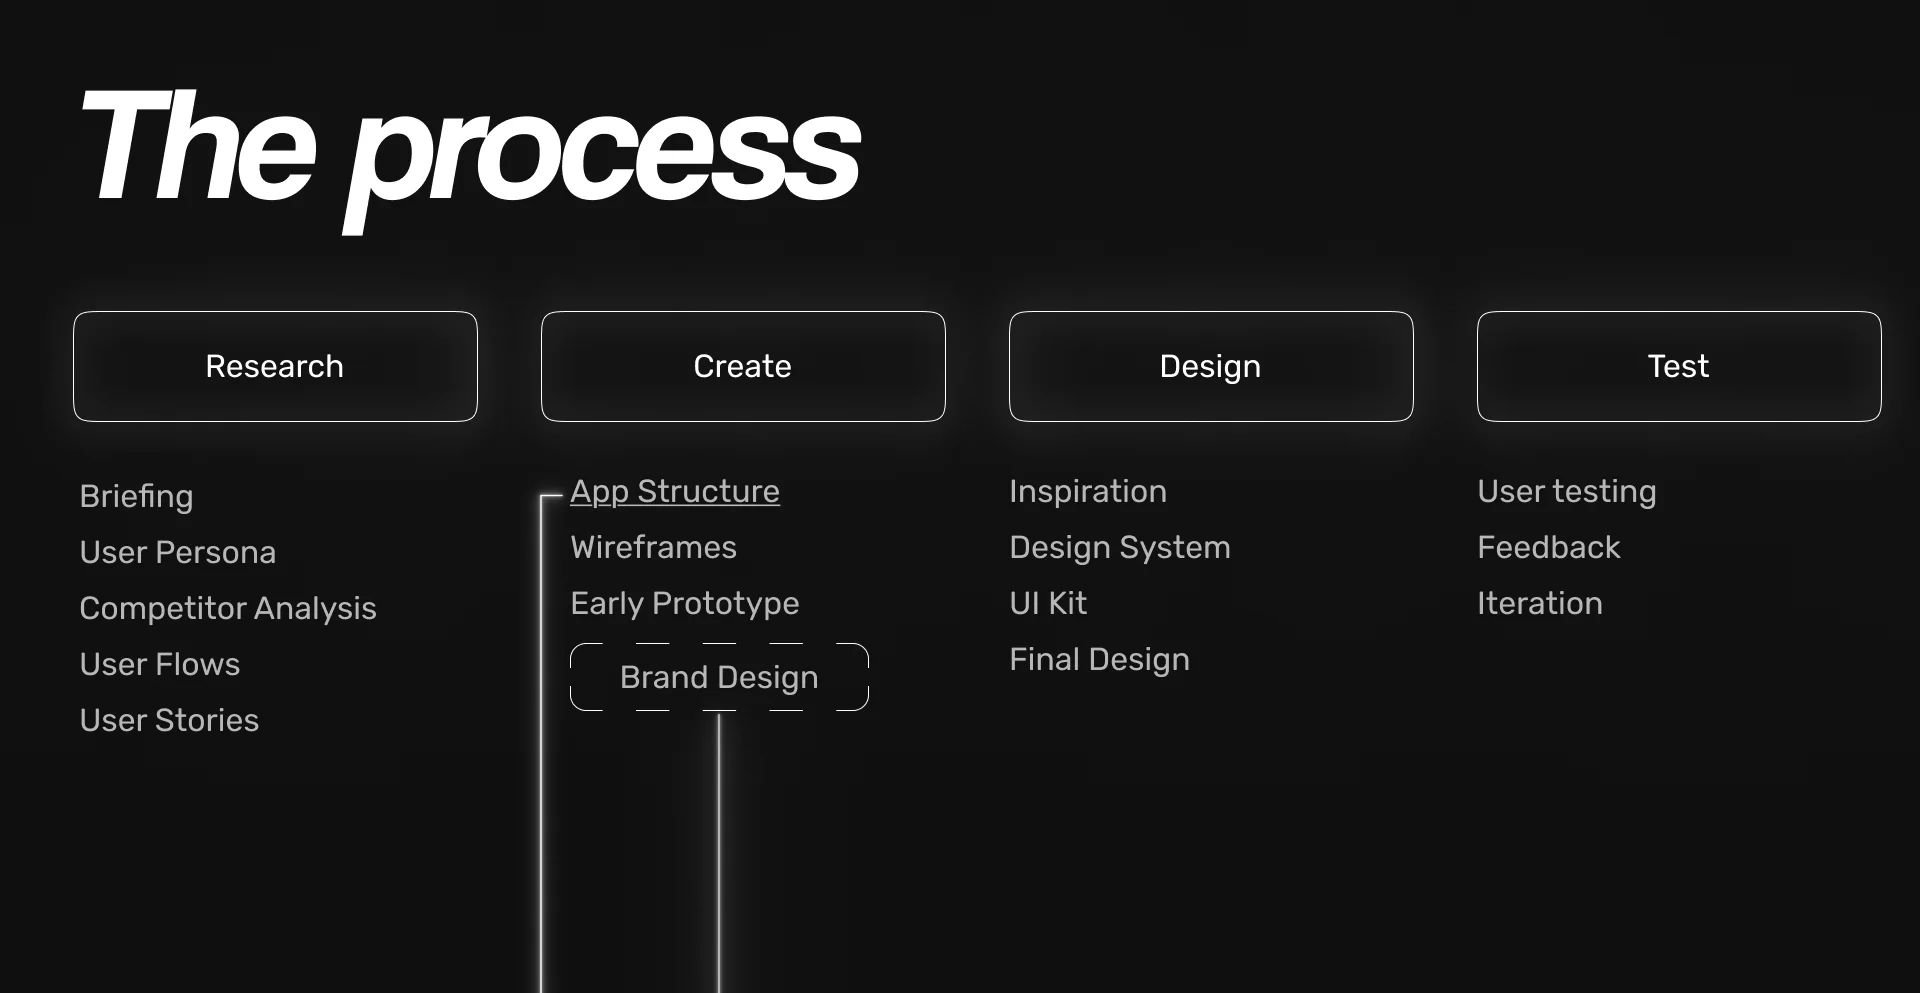 The process
Research
Create
Design
Test
Briefing
User Persona
Competitor Analysis
User Flows
User Stories
App Structure
Wireframes
Early Prototype
Brand Design
Inspiration
Design System
UI Kit
Final Design
User testing
Feedback
Iteration